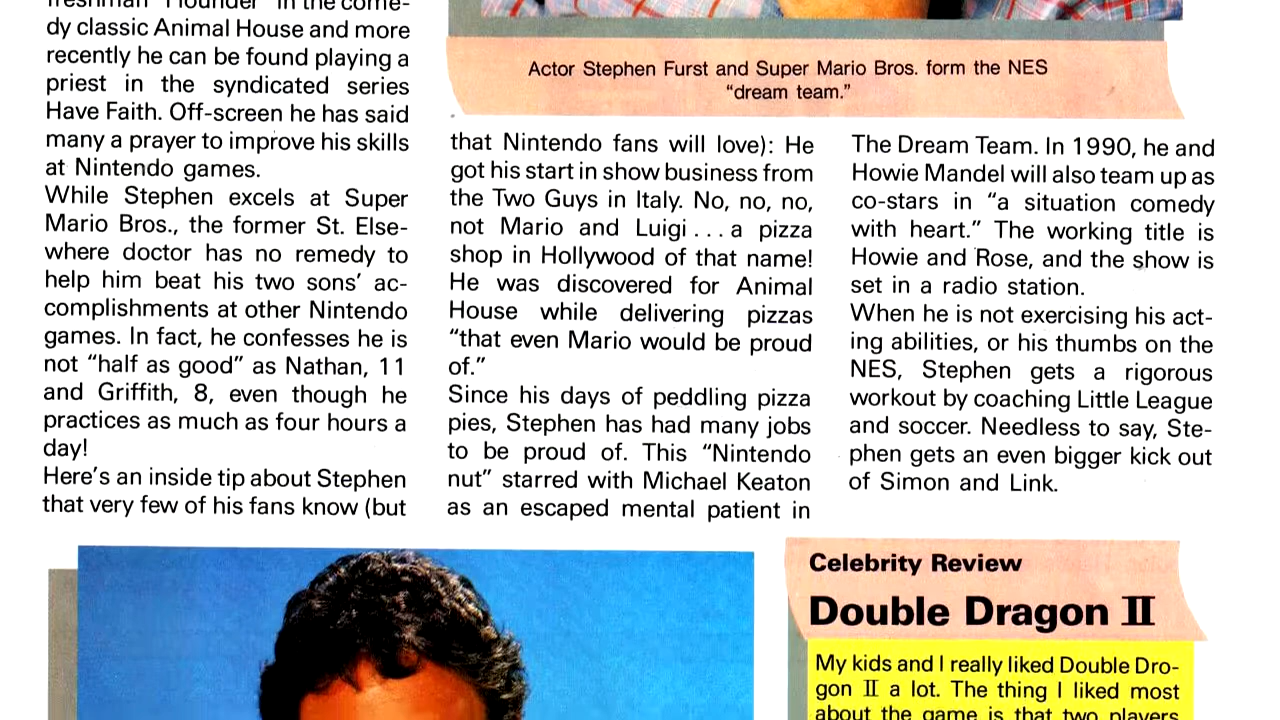 freshman "Flounder" in the come-
dy classic Animal House and more
recently he can be found playing a
priest in the syndicated series
Have Faith. Off-screen he has said
many a prayer to improve his skills
at Nintendo games.
While Stephen excels at Super
Mario Bros., the former St. Else-
where doctor has no remedy to
help him beat his two sons' ac-
complishments at other Nintendo
games. In fact, he confesses he is
not "half as good" as Nathan, 11
and Griffith, 8, even though he
practices as much as four hours a
day!
Here's an inside tip about Stephen
that very few of his fans know (but
Actor Stephen Furst and Super Mario Bros. form the NES
"dream team."
that Nintendo fans will love): He
got his start in show business from
the Two Guys in Italy. No, no, no,
not Mario and Luigi . . . a pizza
shop in Hollywood of that name!
He was discovered for Animal
House while delivering pizzas
"that even Mario would be proud
of."
Since his days of peddling pizza
pies, Stephen has had many jobs
to be proud of. This "Nintendo
nut" starred with Michael Keaton
as an escaped mental patient in
The Dream Team. In 1990, he and
Howie Mandel will also team up as
co-stars in "a situation comedy
with heart." The working title is
Howie and Rose, and the show is
set in a radio station.
When he is not exercising his act-
ing abilities, or his thumbs on the
NES, Stephen gets a rigorous
workout by coaching Little League
and soccer. Needless to say, Ste-
phen gets an even bigger kick out
of Simon and Link.
Celebrity Review
Double Dragon II
My kids and I really liked Double Dro-
gon II a lot. The thing I liked most
about the game is that two players